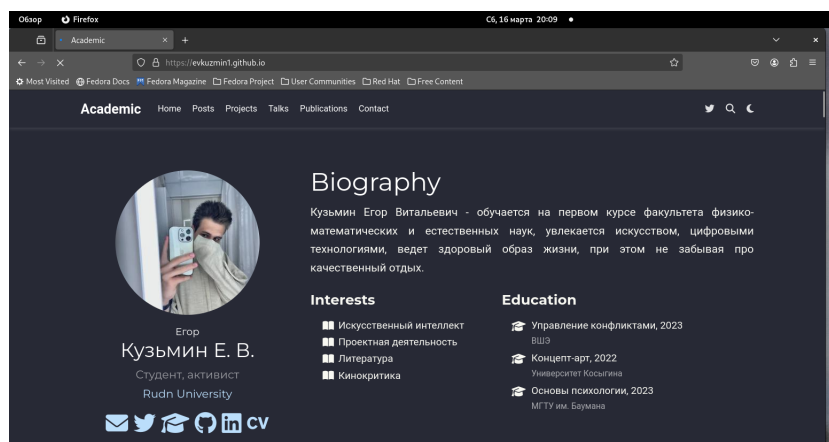 Обзор Firefox Сб, 16 марта 20:09
Academic
https://evkuzmin1.github.io
Most Visited Fedora Docs Fedora Magazine Fedora Project User Communities Red Hat Free Content
Academic Home Posts Projects Talks Publications Contact
Biography
Кузьмин Егор Витальевич - обучается на первом курсе факультета физико-
математических и естественных наук, увлекается искусством, цифровыми
технологиями, ведет здоровый образ жизни, при этом не забывая про
качественный отдых.
Егор
Кузьмин Е. В.
Студент, активист
Rudn University
CV
Interests
Искусственный интеллект
Проектная деятельность
Литература
Кинокритика
Education
Управление конфликтами, 2023
ВШЭ
Концепт-арт, 2022
Университет Косыгина
Основы психологии, 2023
МГТУ им. Баумана